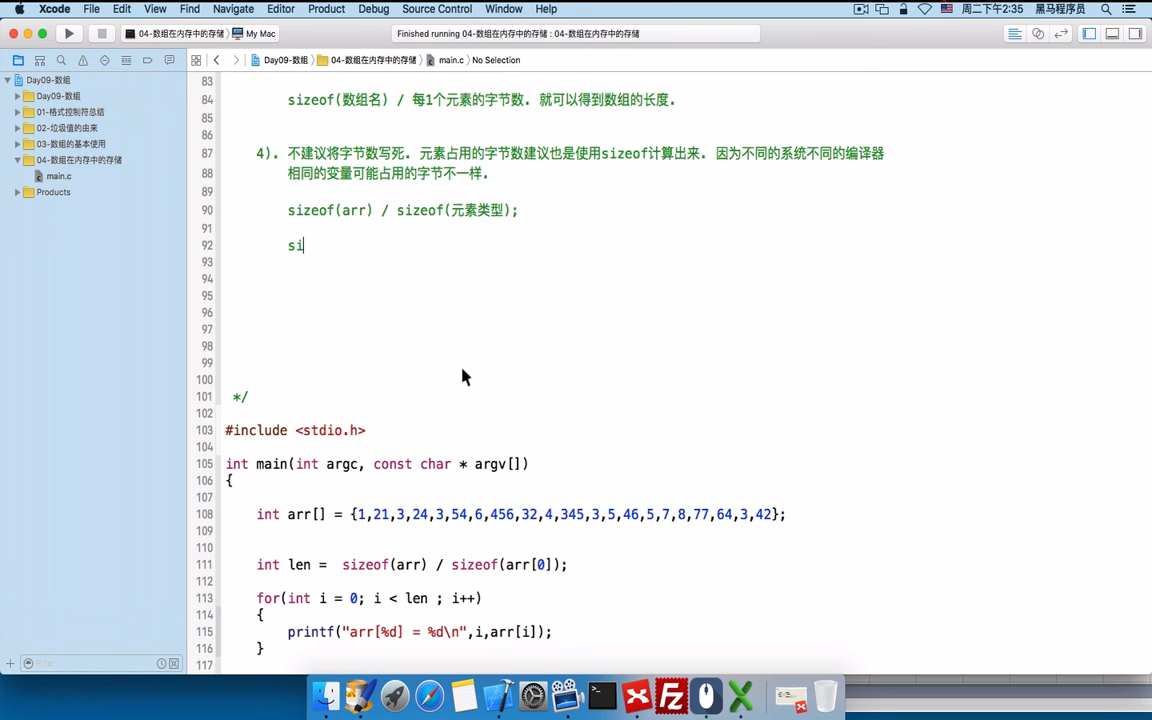 Xcode File Edit View Find Navigate Editor Product Debug Source Control Window Help 周二下午2:35 黑马程序员
04-数组在内存中的存储 〉 My Mac Finished running 04-数组在内存中的存储 : 04-数组在内存中的存储
Day09-数组 〉 04-数组在内存中的存储 〉 main.c 〉 No Selection
Day09-数组
Day09-数组
01-格式控制符总结
02-垃圾值的由来
03-数组的基本使用
04-数组在内存中的存储
main.c
Products
Filter
83
84 sizeof(数组名) / 每1个元素的字节数. 就可以得到数组的长度.
85
86
87 4). 不建议将字节数写死. 元素占用的字节数建议也是使用sizeof计算出来. 因为不同的系统不同的编译器
88 相同的变量可能占用的字节不一样.
89
90 sizeof(arr) / sizeof(元素类型);
91
92 si
93
94
95
96
97
98
99
100
101 */
102
103 #include <stdio.h>
104
105 int main(int argc, const char * argv[])
106 {
107
108 int arr[] = {1,21,3,24,3,54,6,456,32,4,345,3,5,46,5,7,8,77,64,3,42};
109
110
111 int len = sizeof(arr) / sizeof(arr[0]);
112
113 for(int i = 0; i < len ; i++)
114 {
115 printf("arr[%d] = %d\n",i,arr[i]);
116 }
117